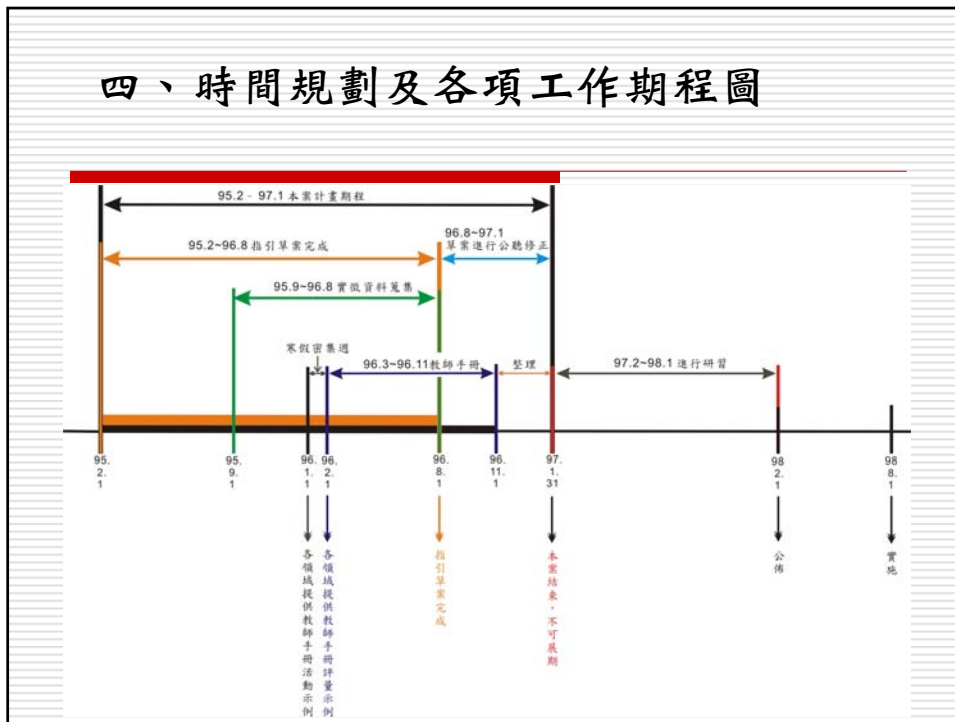 四、時間規劃及各項工作期程圖
95.2 - 97.1 本案計畫期程
95.2~96.8 指引草案完成
96.8~97.1
草案進行公聽修正
95.9~96.8 實徵資料蒐集
寒假密集週
96.3~96.11教師手冊
整理
97.2~98.1 進行研習
95.
2.
1
95.
9.
1
96.
1.
1
96.
2.
1
96.
8.
1
96.
11.
1
97.
1.
31
98
2.
1
98
8.
1
各領域提供教師手冊活動示例
各領域提供教師手冊評量示例
指引草案完成
本案結束，不可展期
公佈
實施